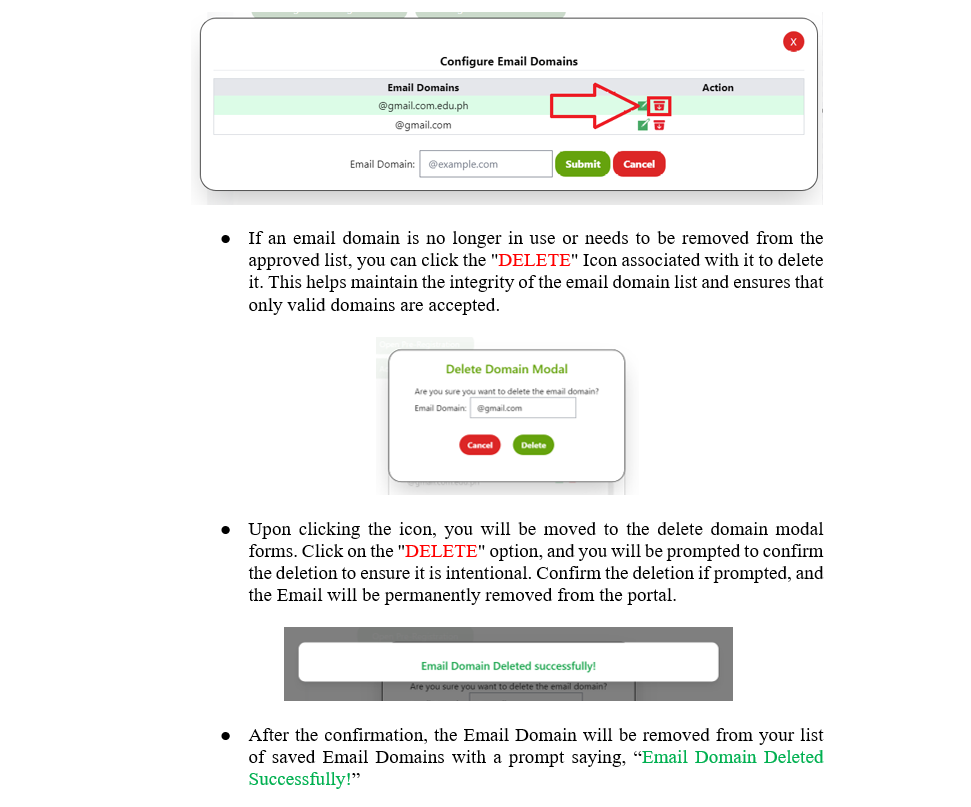 X
Configure Email Domains
Email Domains Action
@gmail.com.edu.ph
@gmail.com
Email Domain: @example.com Submit Cancel
● If an email domain is no longer in use or needs to be removed from the
approved list, you can click the "DELETE" Icon associated with it to delete
it. This helps maintain the integrity of the email domain list and ensures that
only valid domains are accepted.
Delete Domain Modal
Are you sure you want to delete the email domain?
Email Domain: @gmail.com
Cancel Delete
● Upon clicking the icon, you will be moved to the delete domain modal
forms. Click on the "DELETE" option, and you will be prompted to confirm
the deletion to ensure it is intentional. Confirm the deletion if prompted, and
the Email will be permanently removed from the portal.
Email Domain Deleted successfully!
Are you sure you want to delete the email domain?
● After the confirmation, the Email Domain will be removed from your list
of saved Email Domains with a prompt saying, “Email Domain Deleted
Successfully!”